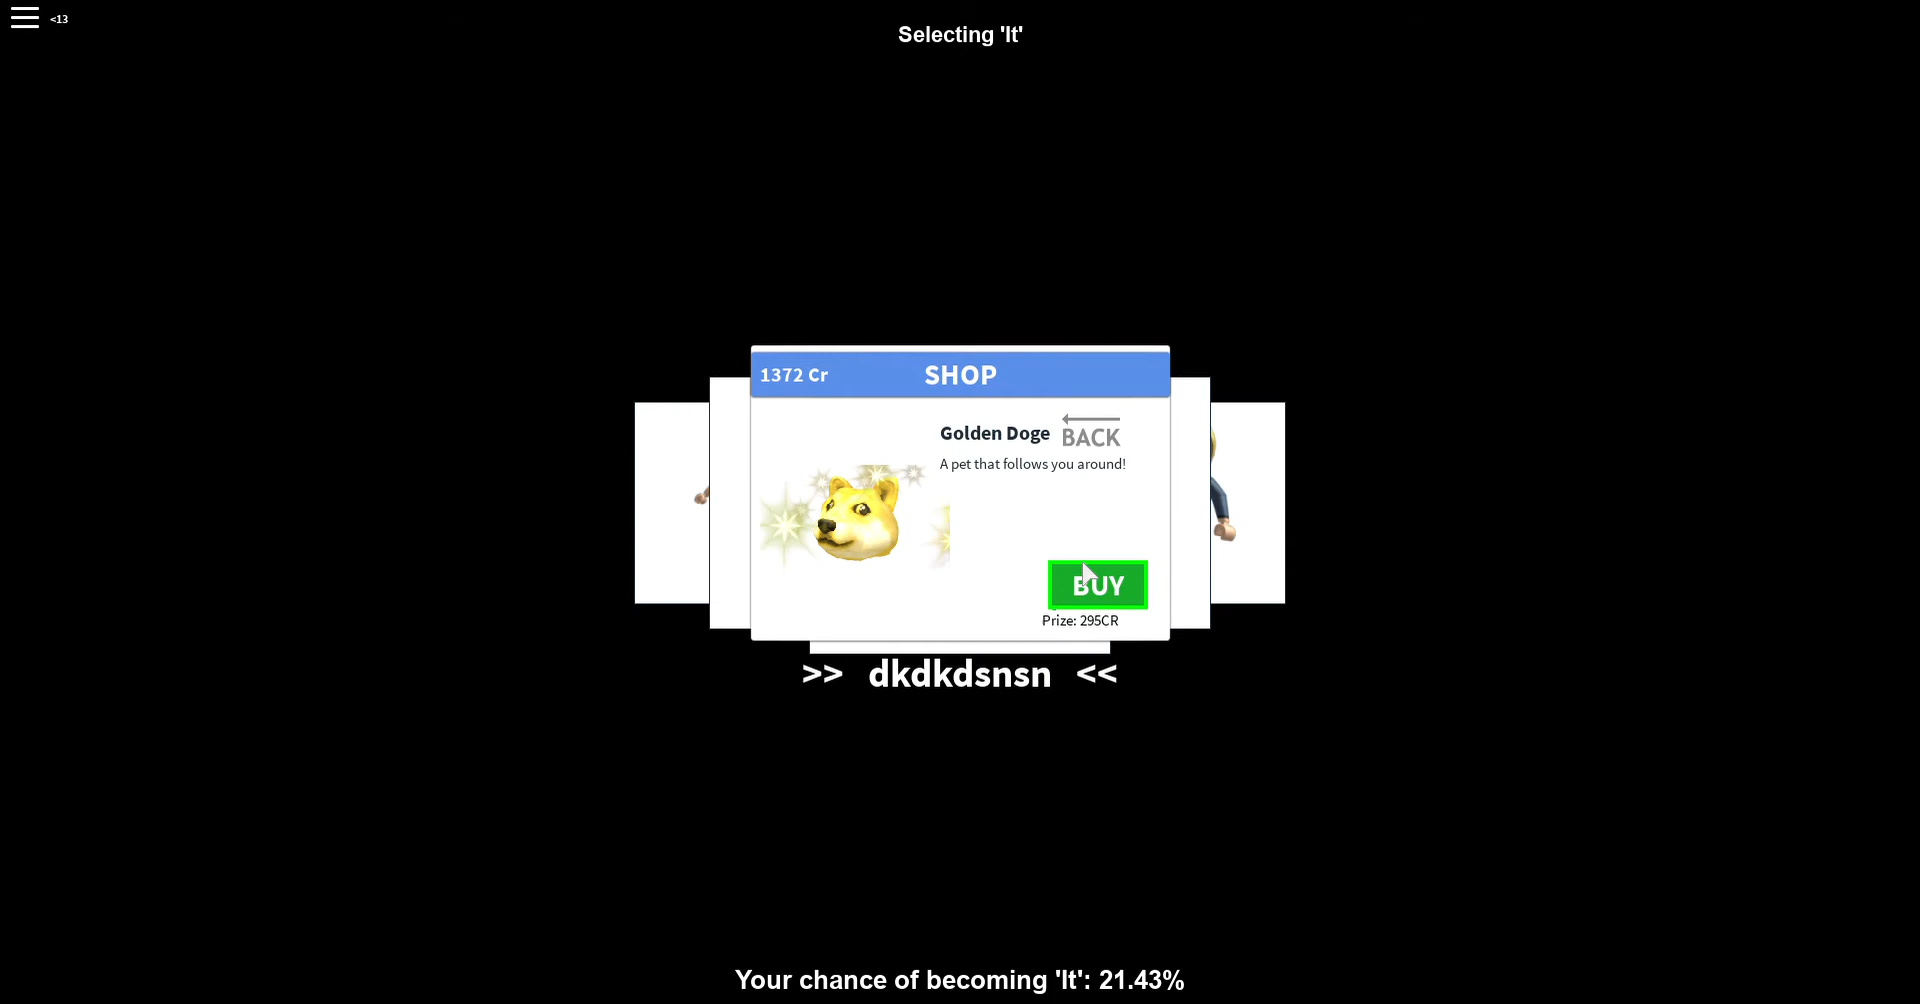 <13
Selecting 'It'
1372 Cr SHOP
Golden Doge BACK
A pet that follows you around!
BUY
Prize: 295CR
>> dkdkdsnsn <<
Your chance of becoming 'It': 21.43%